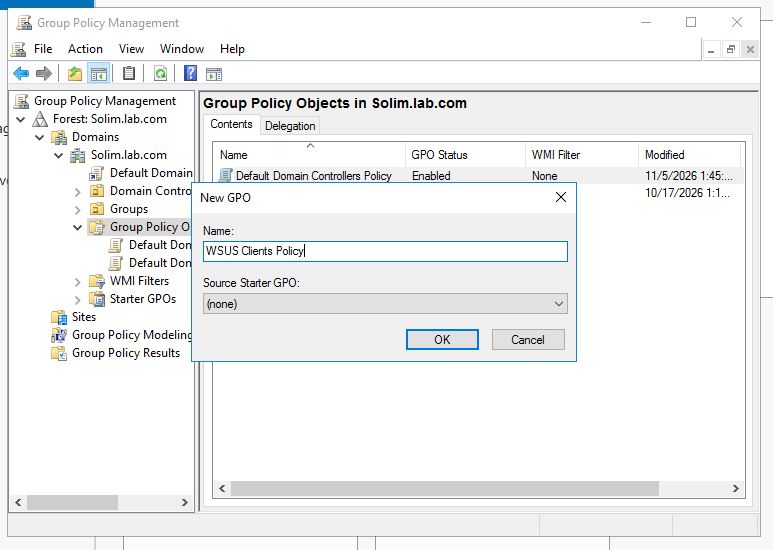 Group Policy Management
File Action View Window Help
Group Policy Management
Forest: Solim.lab.com
Domains
Solim.lab.com
Default Domain
Domain Contro
Groups
Group Policy O
Default Don
Default Don
WMI Filters
Starter GPOs
Sites
Group Policy Modeling
Group Policy Results
Group Policy Objects in Solim.lab.com
Contents Delegation
Name GPO Status WMI Filter Modified
Default Domain Controllers Policy Enabled None 11/5/2026 1:45:...
10/17/2026 1:1...
New GPO
Name:
WSUS Clients Policy
Source Starter GPO:
(none)
OK Cancel